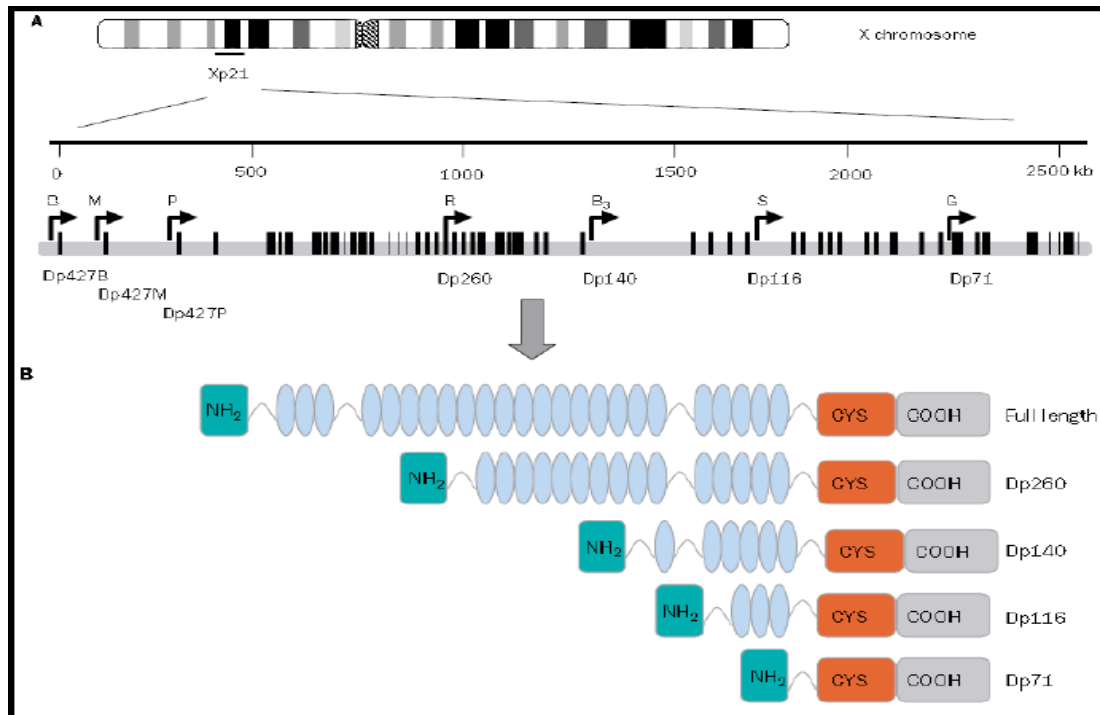 A
X chromosome
Xp21
0 500 1000 1500 2000 2500 kb
B M P R B3 S G
Dp427B Dp260 Dp140 Dp116 Dp71
Dp427M
Dp427P
B
NH2 CYS COOH Full length
NH2 CYS COOH Dp260
NH2 CYS COOH Dp140
NH2 CYS COOH Dp116
NH2 CYS COOH Dp71